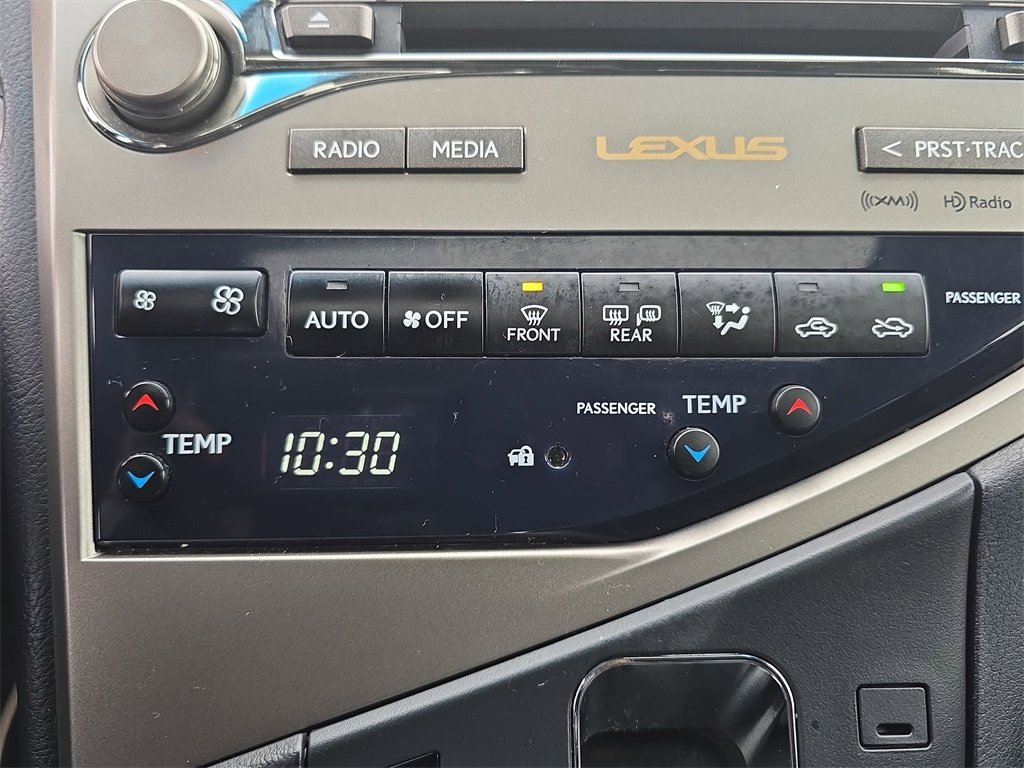 RADIO MEDIA LEXUS < PRST·TRAC
((XM)) HD Radio
PASSENGER
AUTO OFF FRONT REAR
PASSENGER TEMP
TEMP 10:30